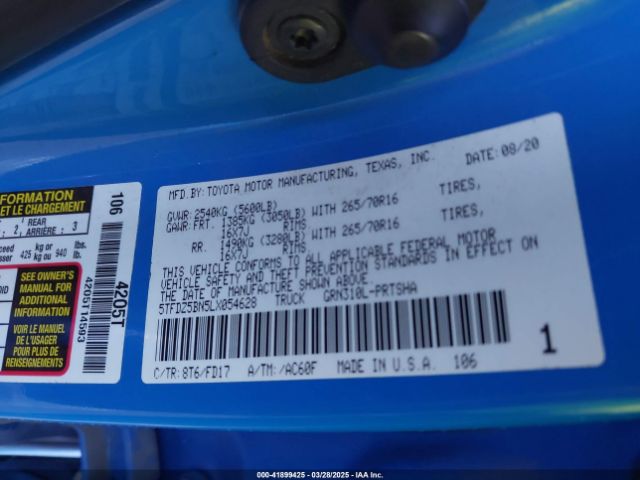 MFD.BY: TOYOTA MOTOR MANUFACTURING, TEXAS, INC. DATE: 08/20
GVWR: 2540KG (5600LB)
GAWR: FRT. 1385KG (3050LB) WITH 265/70R16 TIRES,
16X7J RIMS
RR. 1490KG (3280LB) WITH 265/70R16 TIRES,
16X7J RIMS
THIS VEHICLE CONFORMS TO ALL APPLICABLE FEDERAL MOTOR
VEHICLE SAFETY AND THEFT PREVENTION STANDARDS IN EFFECT ON
THE DATE OF MANUFACTURE SHOWN ABOVE.
5TFDZ5BN5LX054628 TRUCK GRN310L-PRTSHA
C/TR: 8T6/FD17 A/TM: /AC60F MADE IN U.S.A. 106
1
FORMATION
ET LE CHARGEMENT
: 2, REAR ARRIÈRE : 3
425 kg or kg ou 940 lbs. lb.
SEE OWNER'S
MANUAL FOR
ADDITIONAL
INFORMATION
VOIR LE MANUEL
DE L'USAGER
POUR PLUS DE
RENSEIGNEMENTS
106
4205T
4205T14593
000-41899425 - 03/28/2025 - IAA Inc.